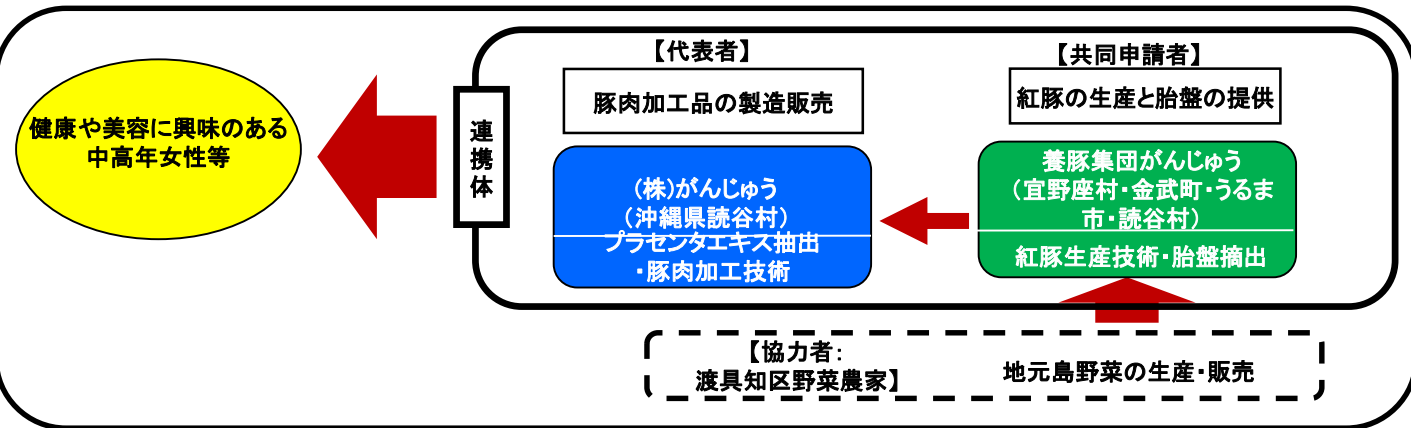 健康や美容に興味のある
中高年女性等
連
携
体
【代表者】
豚肉加工品の製造販売
(株)がんじゅう
(沖縄県読谷村)
プラセンタエキス抽出
・豚肉加工技術
【共同申請者】
紅豚の生産と胎盤の提供
養豚集団がんじゅう
(宜野座村・金武町・うるま
市・読谷村)
紅豚生産技術・胎盤摘出
【協力者:
渡具知区野菜農家】
地元島野菜の生産・販売